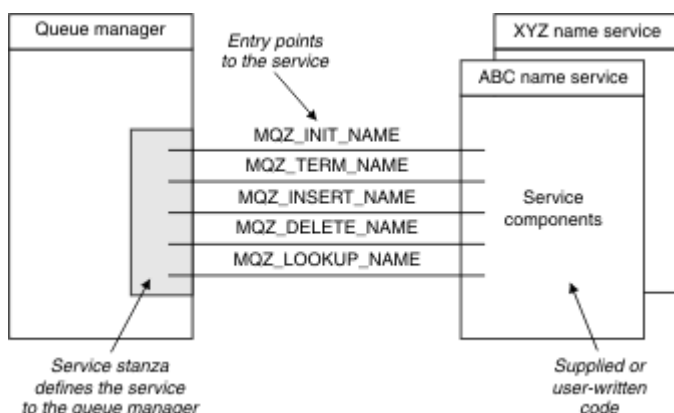 Queue manager
Entry points
to the service
XYZ name service
ABC name service
MQZ_INIT_NAME
MQZ_TERM_NAME
MQZ_INSERT_NAME
MQZ_DELETE_NAME
MQZ_LOOKUP_NAME
Service
components
Service stanza
defines the service
to the queue manager
Supplied or
user-written
code